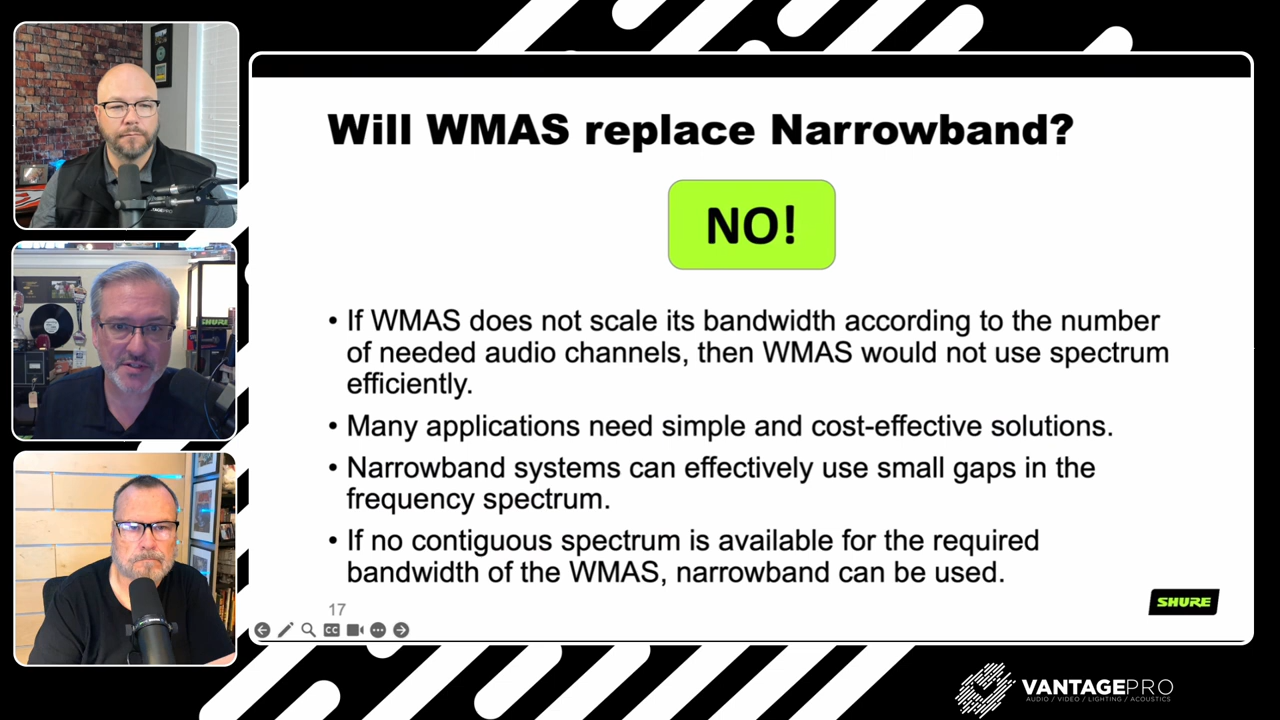 Will WMAS replace Narrowband?
NO!
• If WMAS does not scale its bandwidth according to the number
of needed audio channels, then WMAS would not use spectrum
efficiently.
• Many applications need simple and cost-effective solutions.
• Narrowband systems can effectively use small gaps in the
frequency spectrum.
• If no contiguous spectrum is available for the required
bandwidth of the WMAS, narrowband can be used.
17
CC
SHURE
VANTAGEPRO
AUDIO / VIDEO / LIGHTING / ACOUSTICS
SHURE